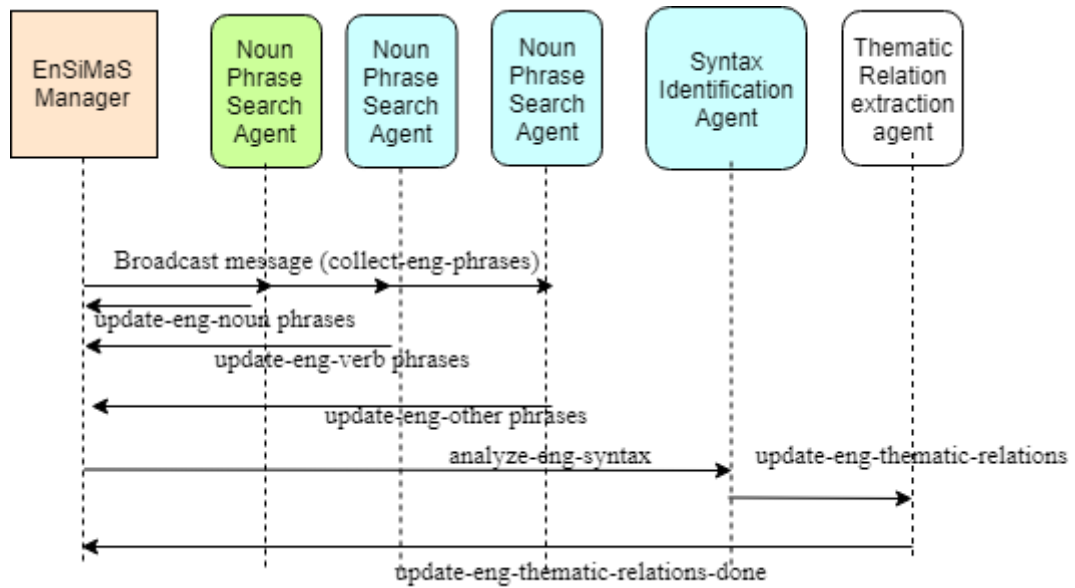 EnSiMaS
Manager
Noun
Phrase
Search
Agent
Noun
Phrase
Search
Agent
Noun
Phrase
Search
Agent
Syntax
Identification
Agent
Thematic
Relation
extraction
agent
Broadcast message (collect-eng-phrases)
update-eng-noun phrases
update-eng-verb phrases
update-eng-other phrases
analyze-eng-syntax
update-eng-thematic-relations
update-eng-thematic-relations-done